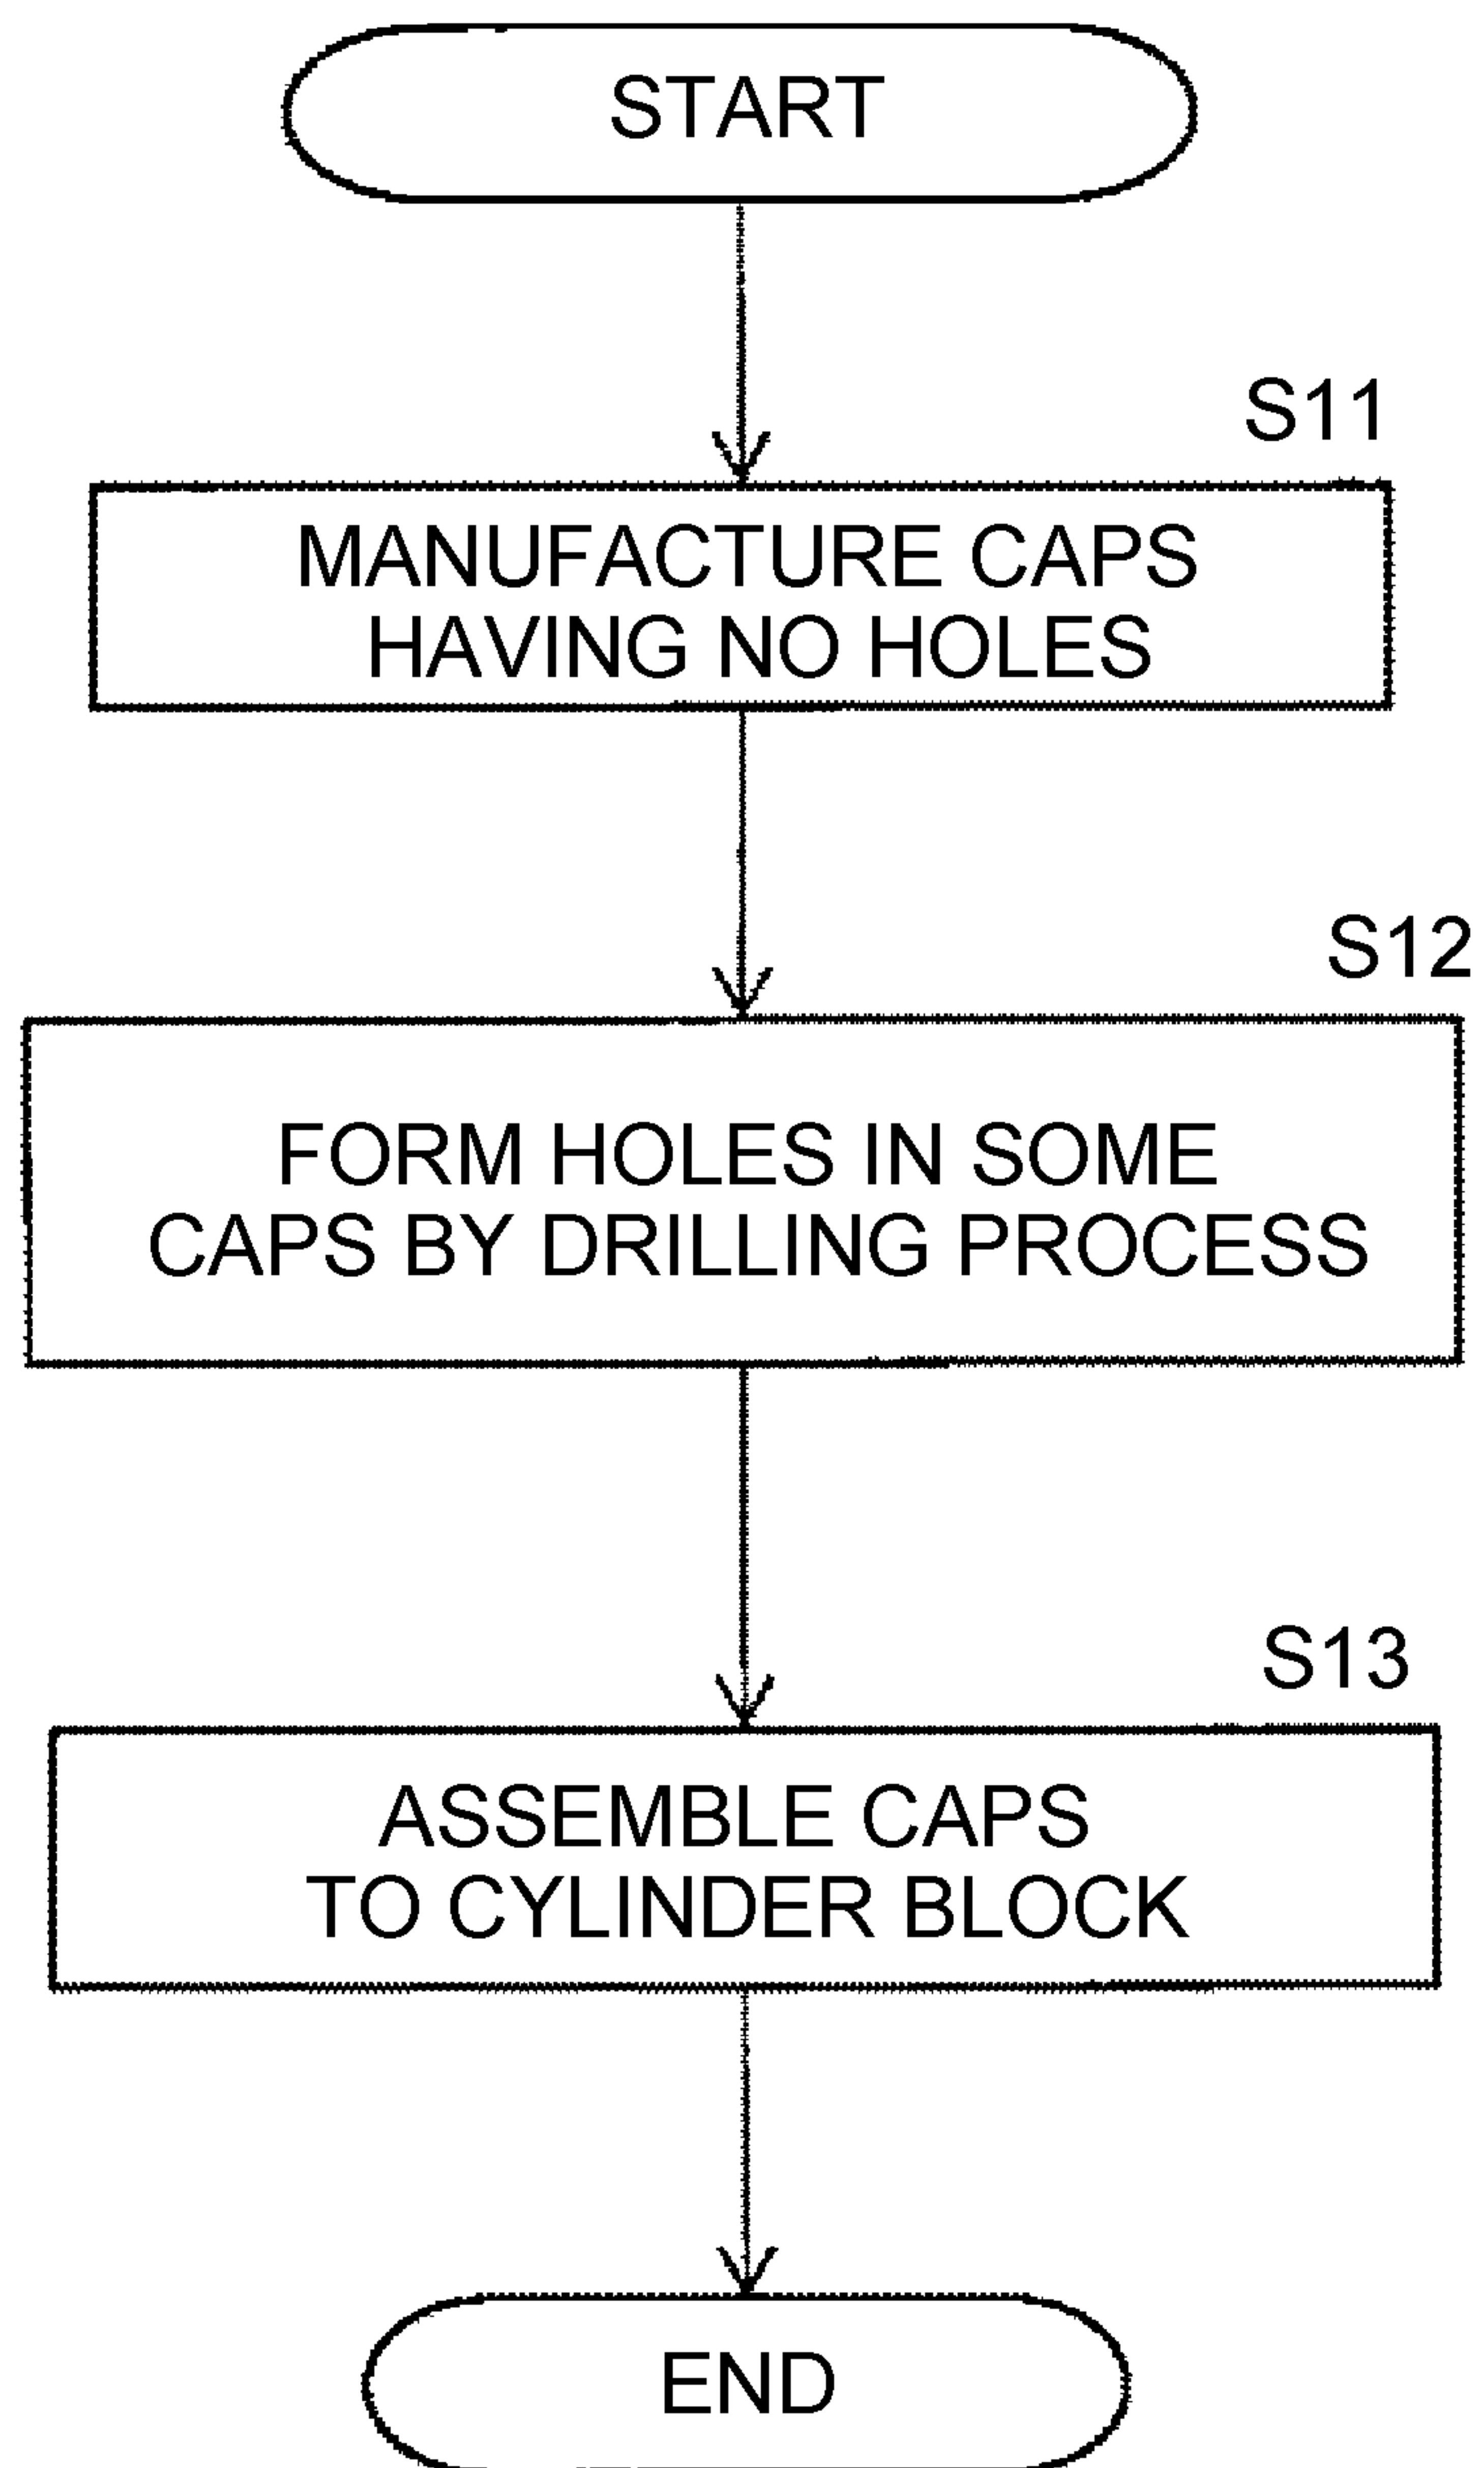 START
S11
MANUFACTURE CAPS
HAVING NO HOLES
S12
FORM HOLES IN SOME
CAPS BY DRILLING PROCESS
S13
ASSEMBLE CAPS
TO CYLINDER BLOCK
END